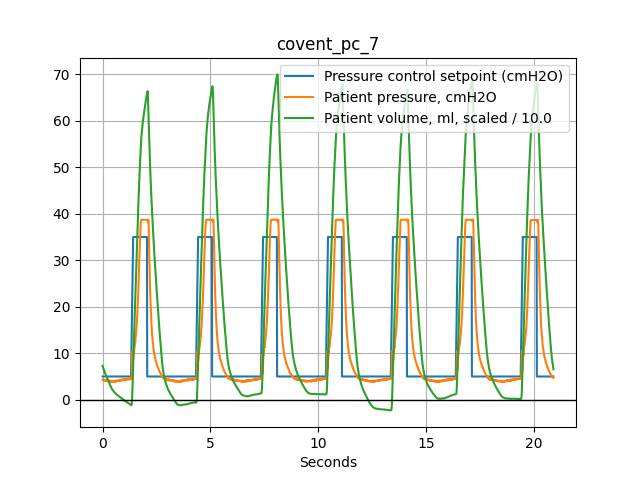 covent_pc_7
Pressure control setpoint (cmH2O)
Patient pressure, cmH2O
Patient volume, ml, scaled / 10.0
70
60
50
40
30
20
10
0
0 5 10 15 20
Seconds